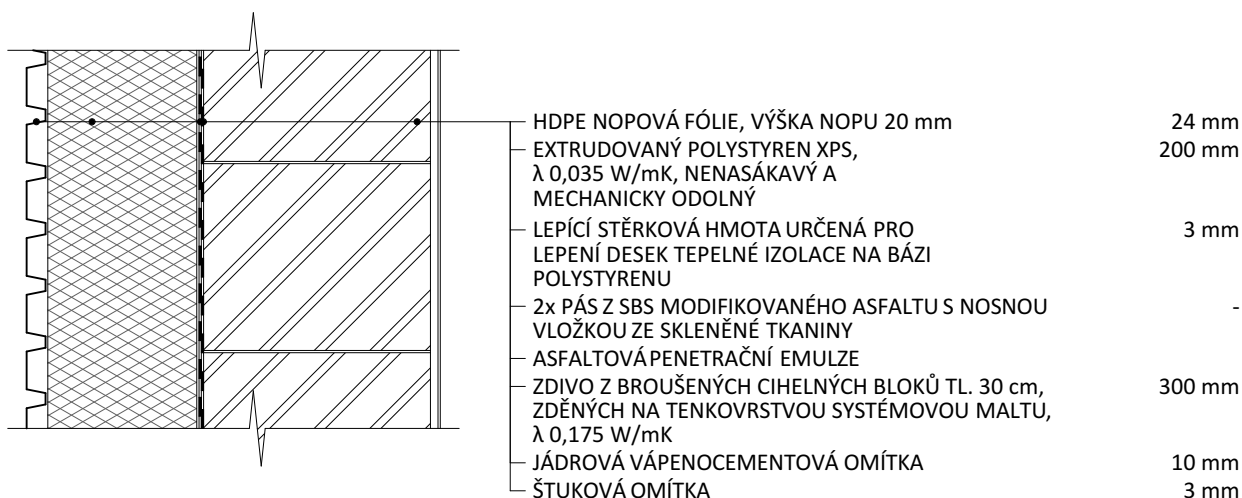 HDPE NOPOVÁ FÓLIE, VÝŠKA NOPU 20 mm 24 mm
EXTRUDOVANÝ POLYSTYREN XPS, 200 mm
λ 0,035 W/mK, NENASÁKAVÝ A
MECHANICKY ODOLNÝ
LEPÍCÍ STĚRKOVÁ HMOTA URČENÁ PRO 3 mm
LEPENÍ DESEK TEPELNÉ IZOLACE NA BÁZI
POLYSTYRENU
2x PÁS Z SBS MODIFIKOVANÉHO ASFALTU S NOSNOU -
VLOŽKOU ZE SKLENĚNÉ TKANINY
ASFALTOVÁ PENETRAČNÍ EMULZE
ZDIVO Z BROUŠENÝCH CIHELNÝCH BLOKŮ TL. 30 cm, 300 mm
ZDĚNÝCH NA TENKOVRSTVOU SYSTÉMOVOU MALTU,
λ 0,175 W/mK
JÁDROVÁ VÁPENOCEMENTOVÁ OMÍTKA 10 mm
ŠTUKOVÁ OMÍTKA 3 mm